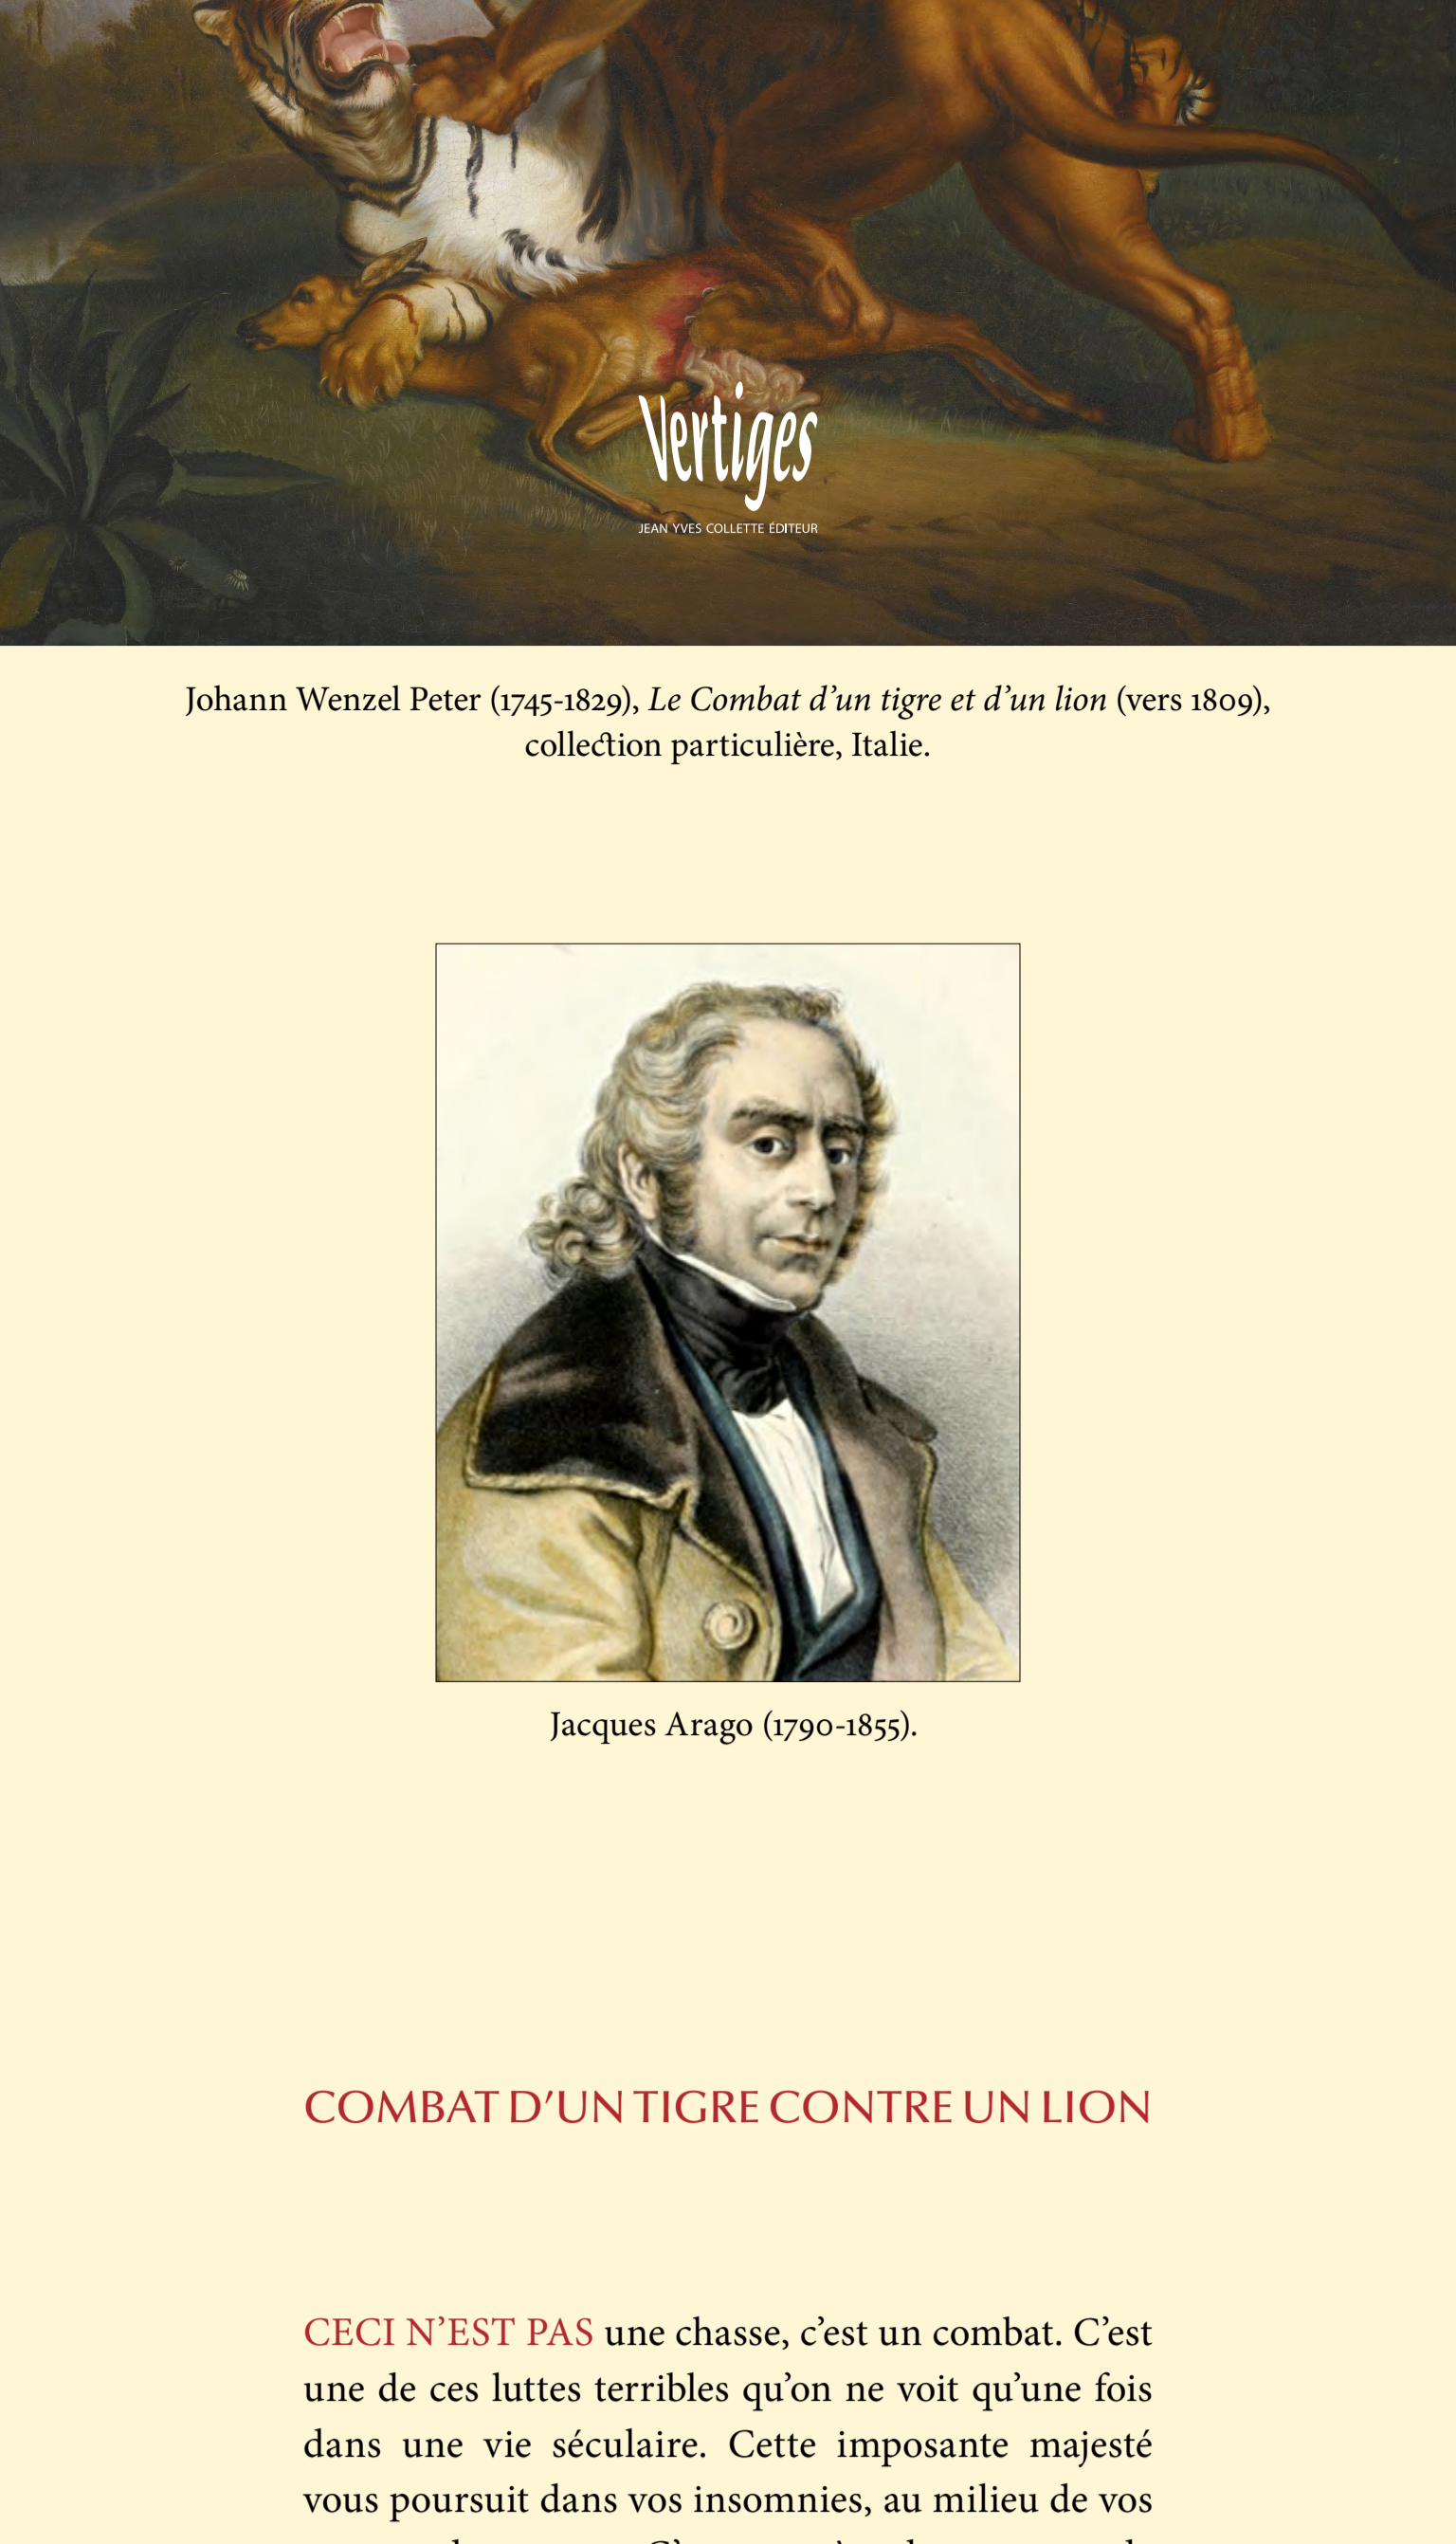 Vertiges
JEAN YVES COLLETTE ÉDITEUR
Johann Wenzel Peter (1745-1829), Le Combat d’un tigre et d’un lion (vers 1809),
collection particulière, Italie.
Jacques Arago (1790-1855).
COMBAT D’UN TIGRE CONTRE UN LION
CECI N’EST PAS une chasse, c’est un combat. C’est
une de ces luttes terribles qu’on ne voit qu’une fois
dans une vie séculaire. Cette imposante majesté
vous poursuit dans vos insomnies, au milieu de vos